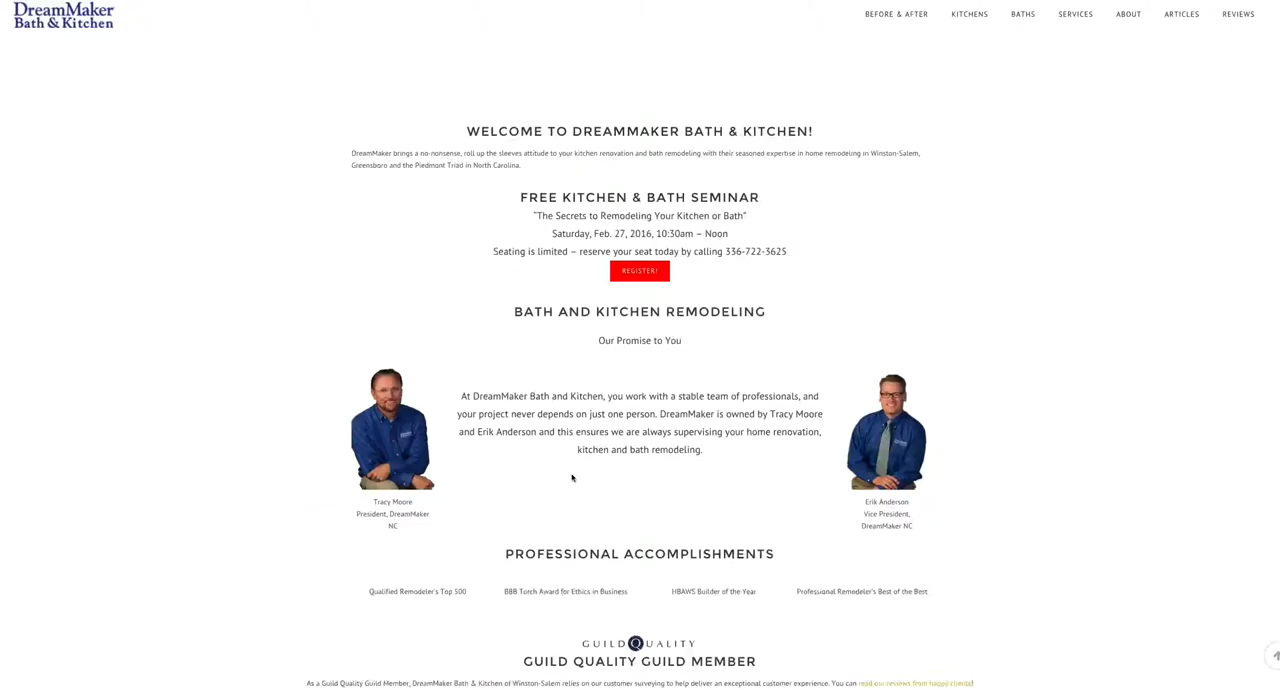 DreamMaker
Bath & Kitchen
BEFORE & AFTER KITCHENS BATHS SERVICES ABOUT ARTICLES REVIEWS
WELCOME TO DREAMMAKER BATH & KITCHEN!
DreamMaker brings a no-nonsense, roll up the sleeves attitude to your kitchen renovation and bath remodeling with their seasoned expertise in home remodeling in Winston-Salem,
Greensboro and the Piedmont Triad in North Carolina.
FREE KITCHEN & BATH SEMINAR
"The Secrets to Remodeling Your Kitchen or Bath"
Saturday, Feb. 27, 2016, 10:30am – Noon
Seating is limited – reserve your seat today by calling 336-722-3625
REGISTER!
BATH AND KITCHEN REMODELING
Our Promise to You
At DreamMaker Bath and Kitchen, you work with a stable team of professionals, and
your project never depends on just one person. DreamMaker is owned by Tracy Moore
and Erik Anderson and this ensures we are always supervising your home renovation,
kitchen and bath remodeling.
Tracy Moore
President, DreamMaker
NC
Erik Anderson
Vice President,
DreamMaker NC
PROFESSIONAL ACCOMPLISHMENTS
Qualified Remodeler's Top 500 BBB Torch Award for Ethics in Business HBAWS Builder of the Year Professional Remodeler's Best of the Best
GUILDQUALITY
GUILD QUALITY GUILD MEMBER
As a Guild Quality Guild Member, DreamMaker Bath & Kitchen of Winston-Salem relies on our customer surveying to help deliver an exceptional customer experience. You can read our reviews from happy clients!